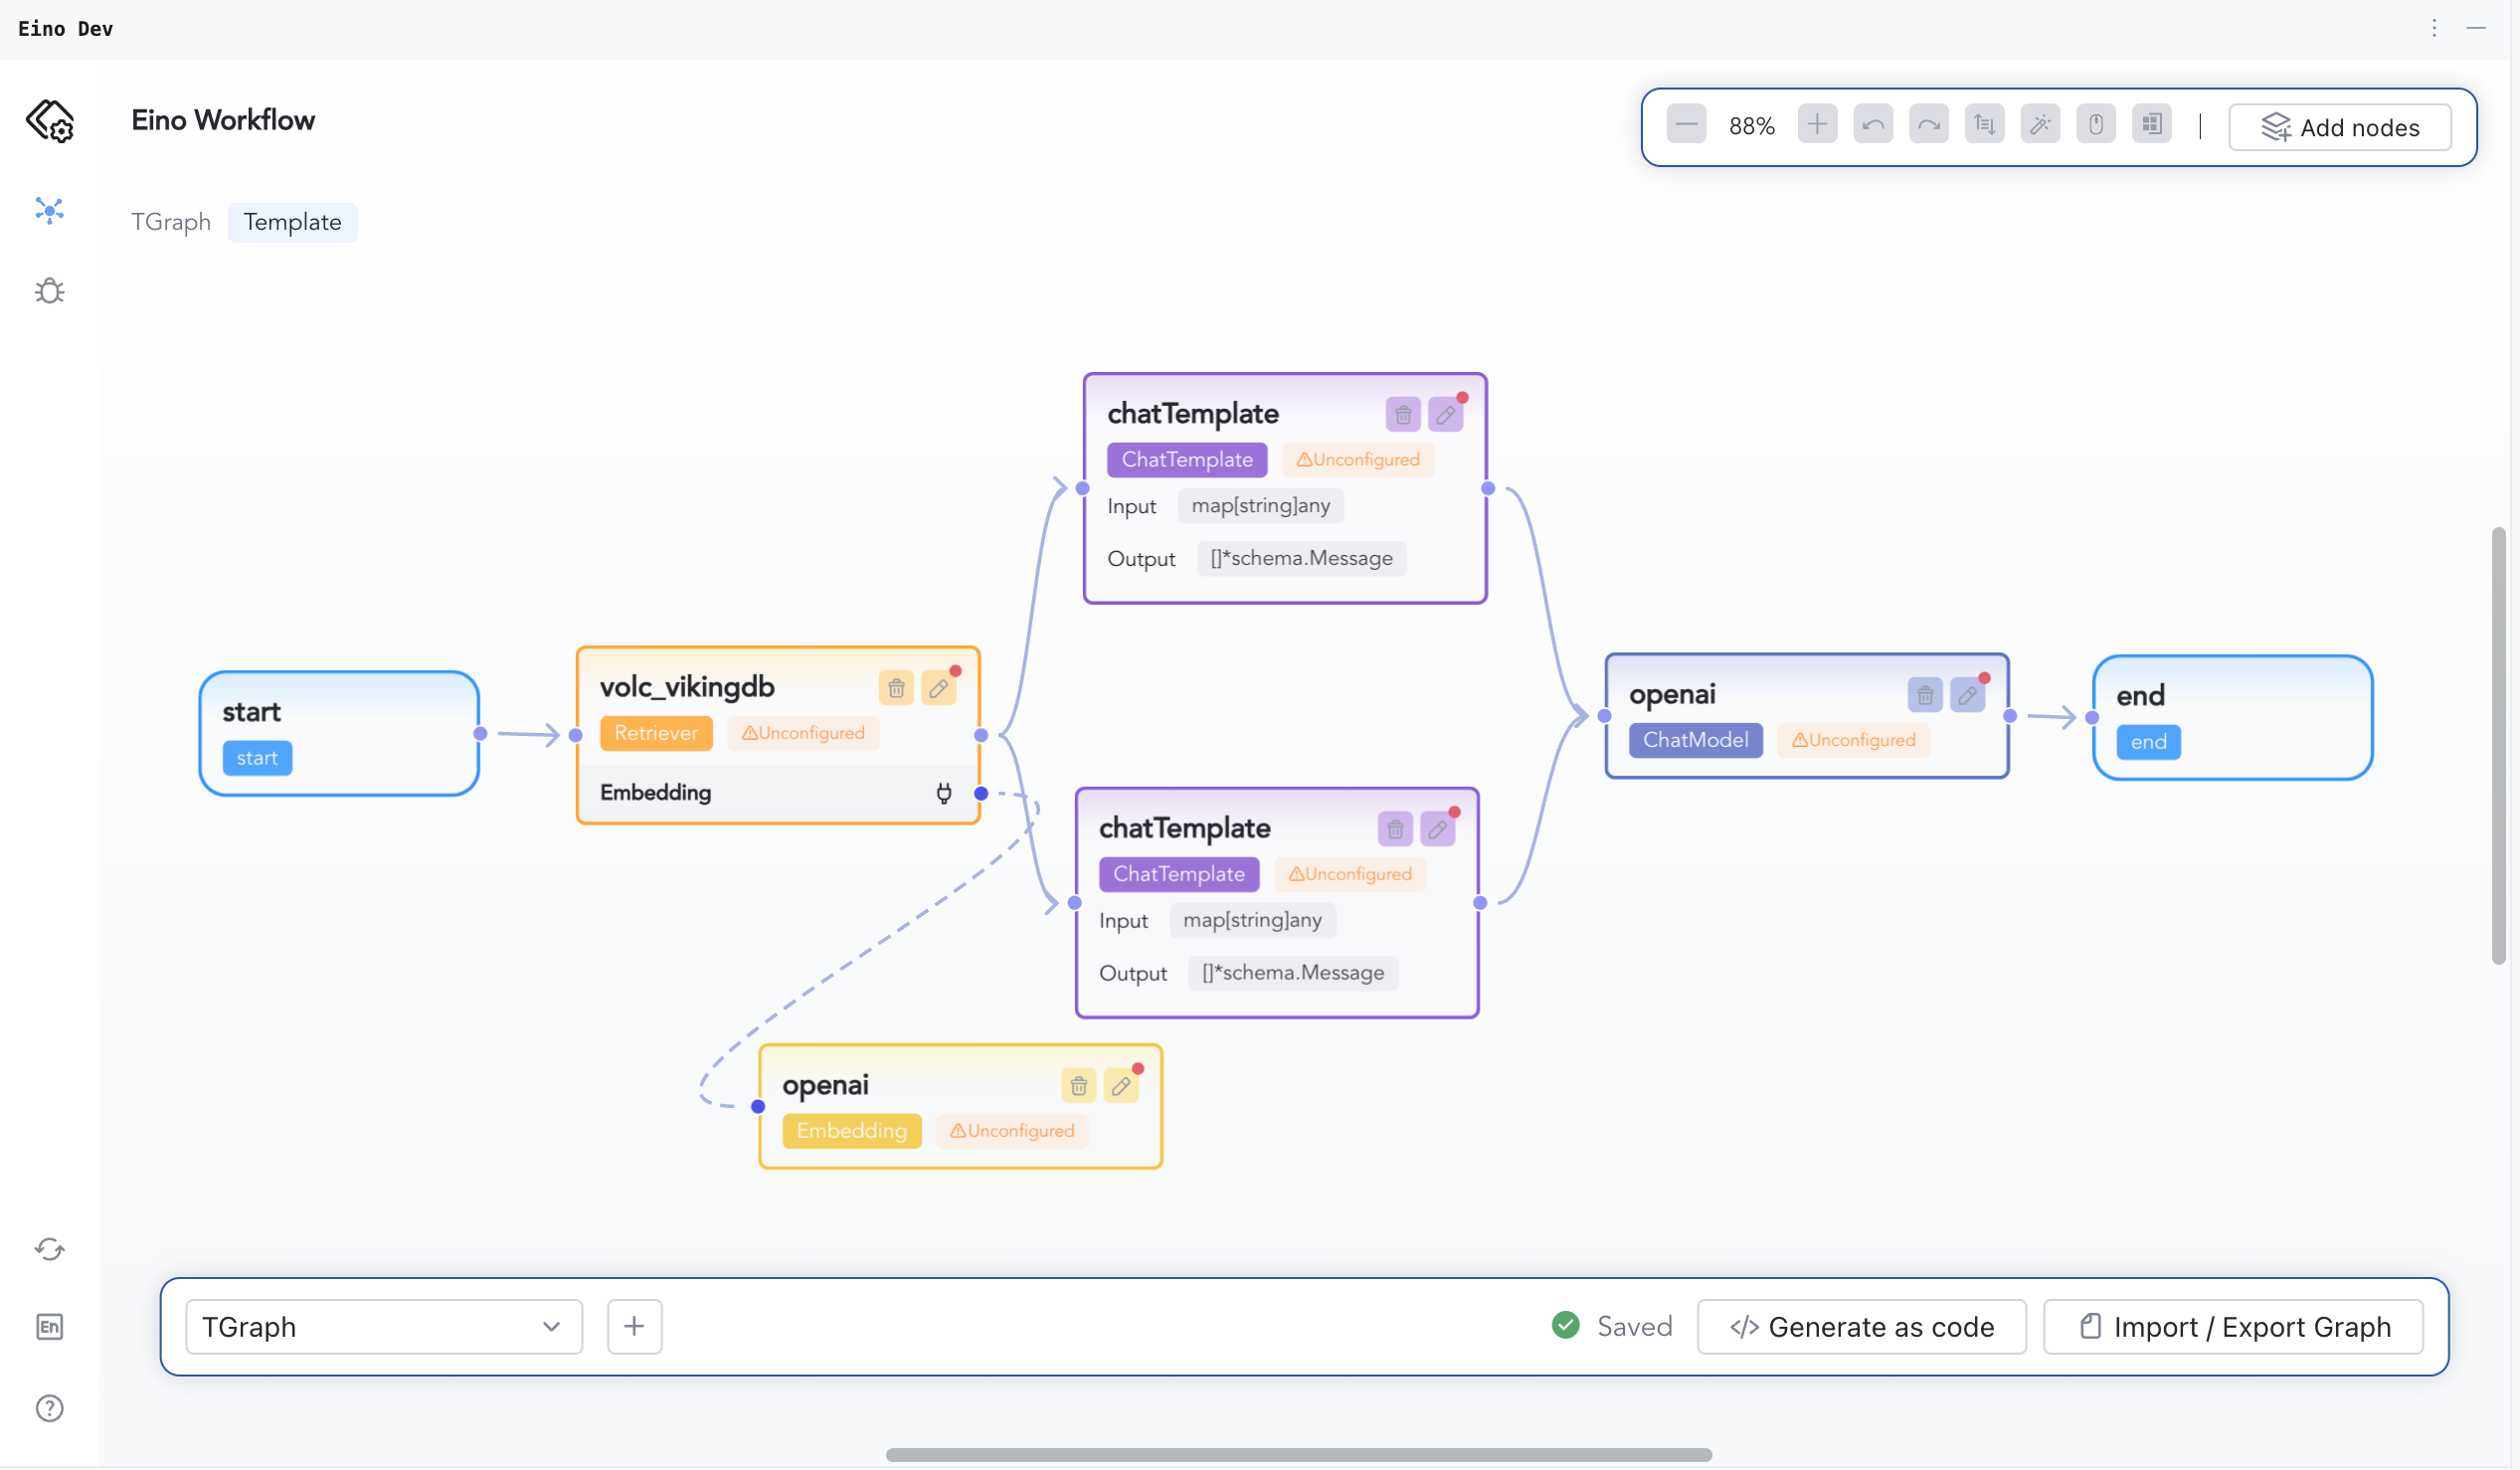 Eino Dev
Eino Workflow
88%
Add nodes
TGraph
Template
chatTemplate
ChatTemplate
Unconfigured
Input
map[string]any
Output
[]*schema.Message
start
start
volc_vikingdb
Retriever
Unconfigured
Embedding
openai
ChatModel
Unconfigured
end
end
chatTemplate
ChatTemplate
Unconfigured
Input
map[string]any
Output
[]*schema.Message
openai
Embedding
Unconfigured
En
TGraph
Saved
</> Generate as code
Import / Export Graph